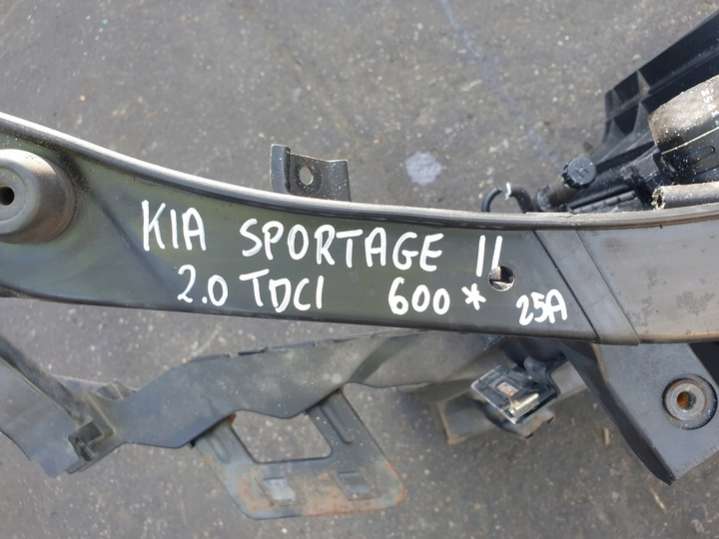 KIA SPORTAGE II
2.0 TDCI 600* 25A